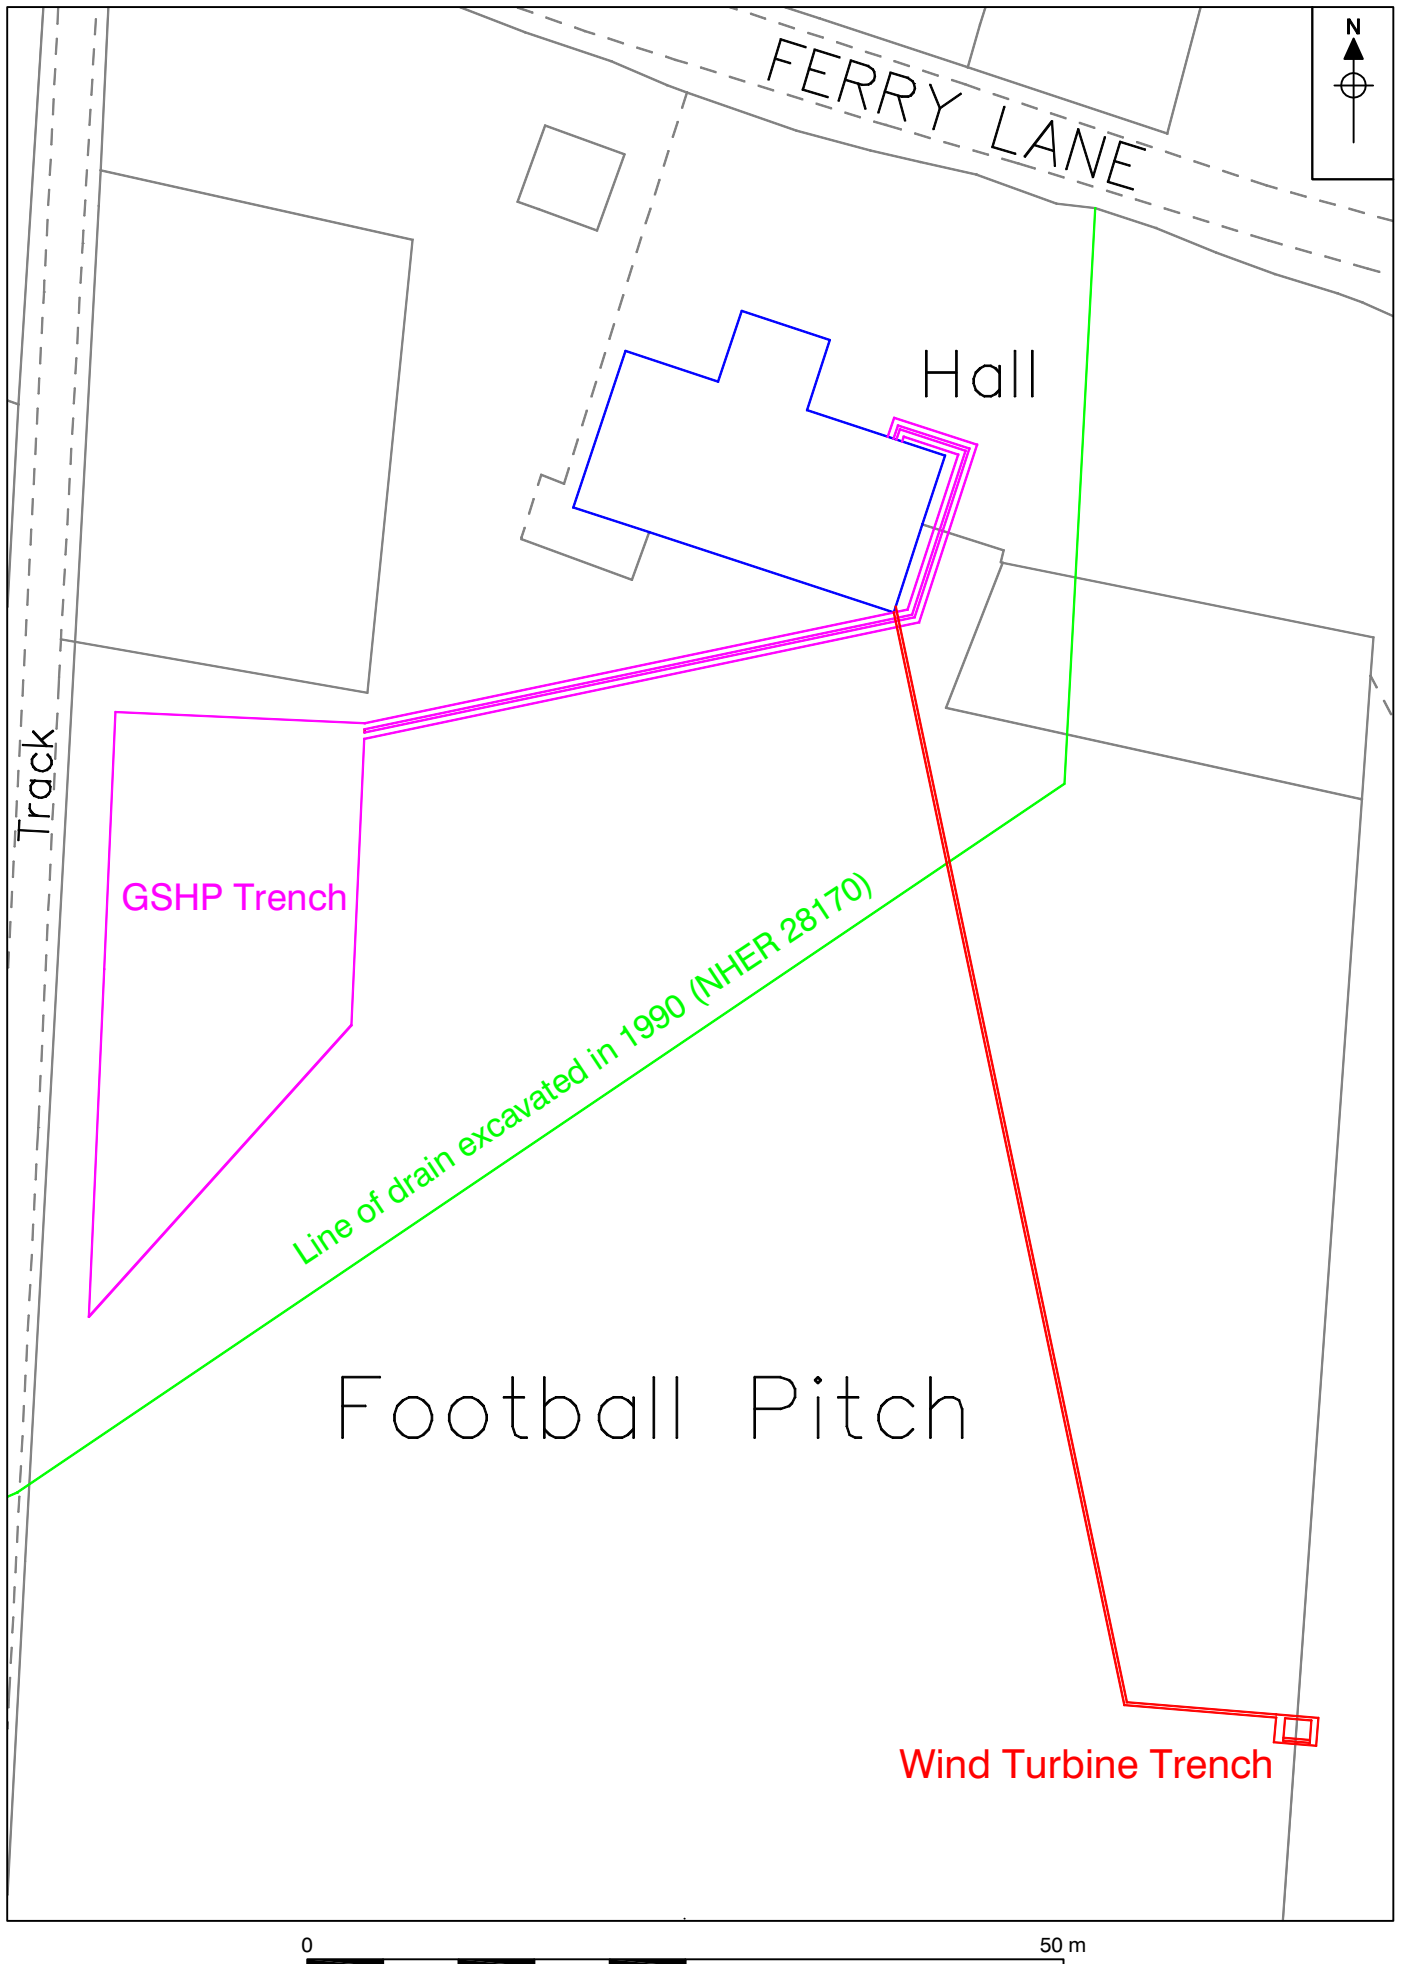 N
FERRY LANE
Hall
Track
GSHP Trench
Line of drain excavated in 1990 (NHER 28170)
Football Pitch
Wind Turbine Trench
0
50 m